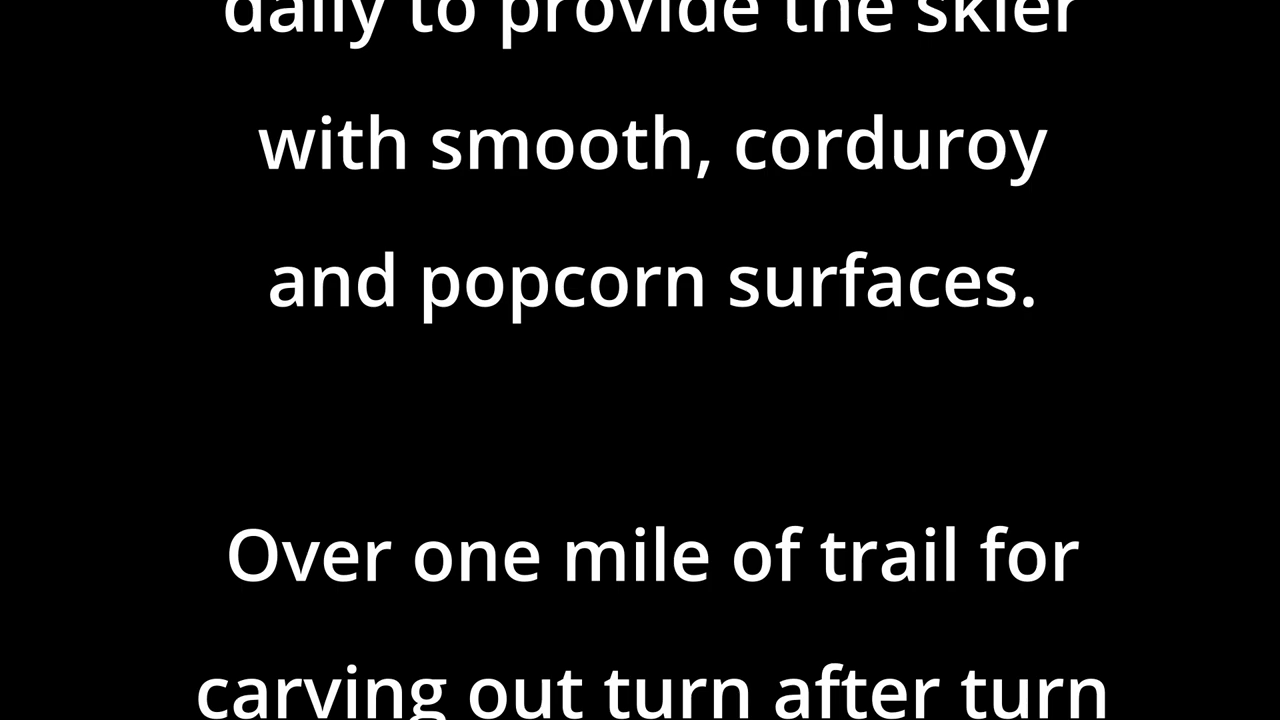 daily to provide the skier
with smooth, corduroy
and popcorn surfaces.
Over one mile of trail for
carving out turn after turn